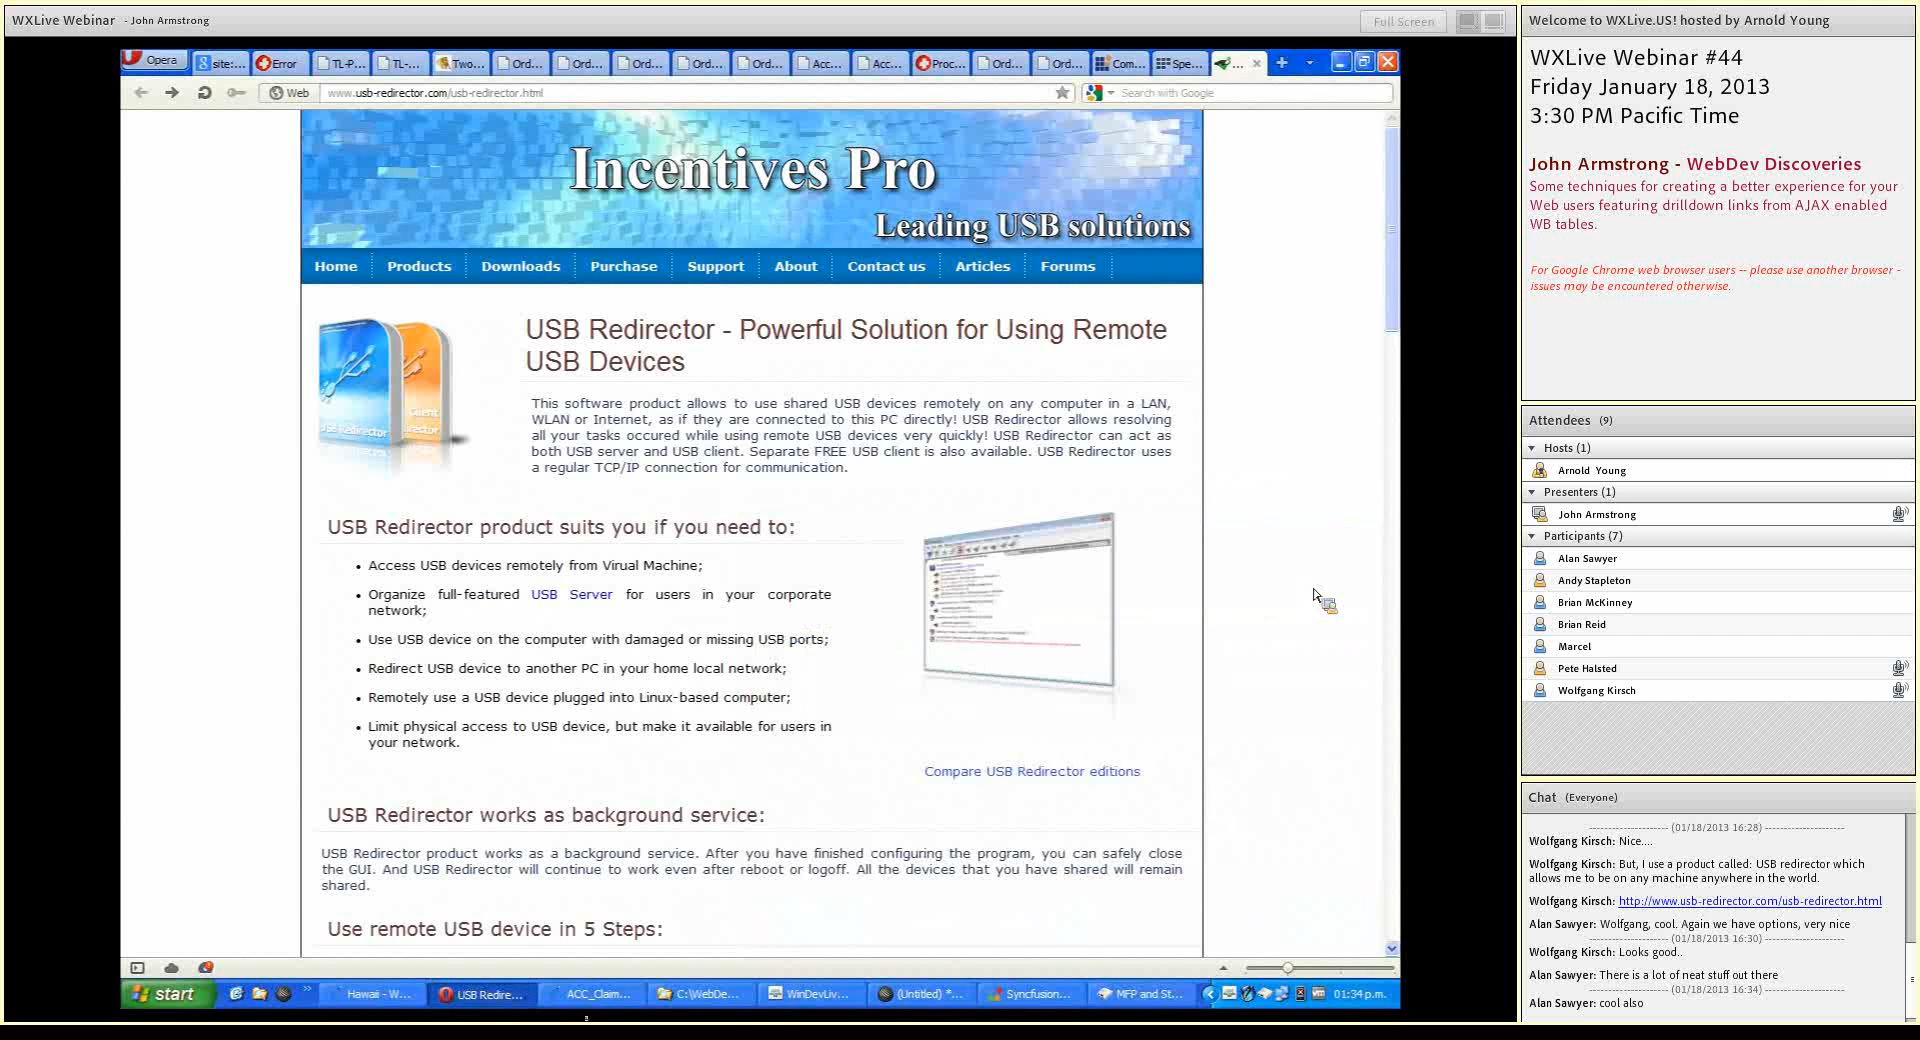 WXLive Webinar - John Armstrong
Full Screen
Opera
site:...
Error
TL-P...
TL-...
Two...
Ord...
Ord...
Ord...
Ord...
Ord...
Acc...
Acc...
Proc...
Ord...
Ord...
Com...
Spe...
...
Web
www.usb-redirector.com/usb-redirector.html
Search with Google
Incentives Pro
Leading USB solutions
Home
Products
Downloads
Purchase
Support
About
Contact us
Articles
Forums
USB Redirector - Powerful Solution for Using Remote
USB Devices
This software product allows to use shared USB devices remotely on any computer in a LAN,
WLAN or Internet, as if they are connected to this PC directly! USB Redirector allows resolving
all your tasks occured while using remote USB devices very quickly! USB Redirector can act as
both USB server and USB client. Separate FREE USB client is also available. USB Redirector uses
a regular TCP/IP connection for communication.
Client
USB Redirector product suits you if you need to:
• Access USB devices remotely from Virual Machine;
• Organize full-featured USB Server for users in your corporate
network;
• Use USB device on the computer with damaged or missing USB ports;
• Redirect USB device to another PC in your home local network;
• Remotely use a USB device plugged into Linux-based computer;
• Limit physical access to USB device, but make it available for users in
your network.
Compare USB Redirector editions
USB Redirector works as background service:
USB Redirector product works as a background service. After you have finished configuring the program, you can safely close
the GUI. And USB Redirector will continue to work even after reboot or logoff. All the devices that you have shared will remain
shared.
Use remote USB device in 5 Steps:
start
Hawaii - W...
USB Redire...
ACC_Claim...
C:\WebDe...
WinDevLiv...
(Untitled) *...
Syncfusion...
MFP and St...
01:34 p.m.
Welcome to WXLive.US! hosted by Arnold Young
WXLive Webinar #44
Friday January 18, 2013
3:30 PM Pacific Time
John Armstrong - WebDev Discoveries
Some techniques for creating a better experience for your
Web users featuring drilldown links from AJAX enabled
WB tables.
For Google Chrome web browser users -- please use another browser -
issues may be encountered otherwise.
Attendees (9)
Hosts (1)
Arnold Young
Presenters (1)
John Armstrong
Participants (7)
Alan Sawyer
Andy Stapleton
Brian McKinney
Brian Reid
Marcel
Pete Halsted
Wolfgang Kirsch
Chat (Everyone)
---------------------- (01/18/2013 16:28) ----------------------
Wolfgang Kirsch: Nice....
Wolfgang Kirsch: But, I use a product called: USB redirector which
allows me to be on any machine anywhere in the world.
Wolfgang Kirsch: http://www.usb-redirector.com/usb-redirector.html
Alan Sawyer: Wolfgang, cool. Again we have options, very nice
---------------------- (01/18/2013 16:30) ----------------------
Wolfgang Kirsch: Looks good..
Alan Sawyer: There is a lot of neat stuff out there
---------------------- (01/18/2013 16:34) ----------------------
Alan Sawyer: cool also